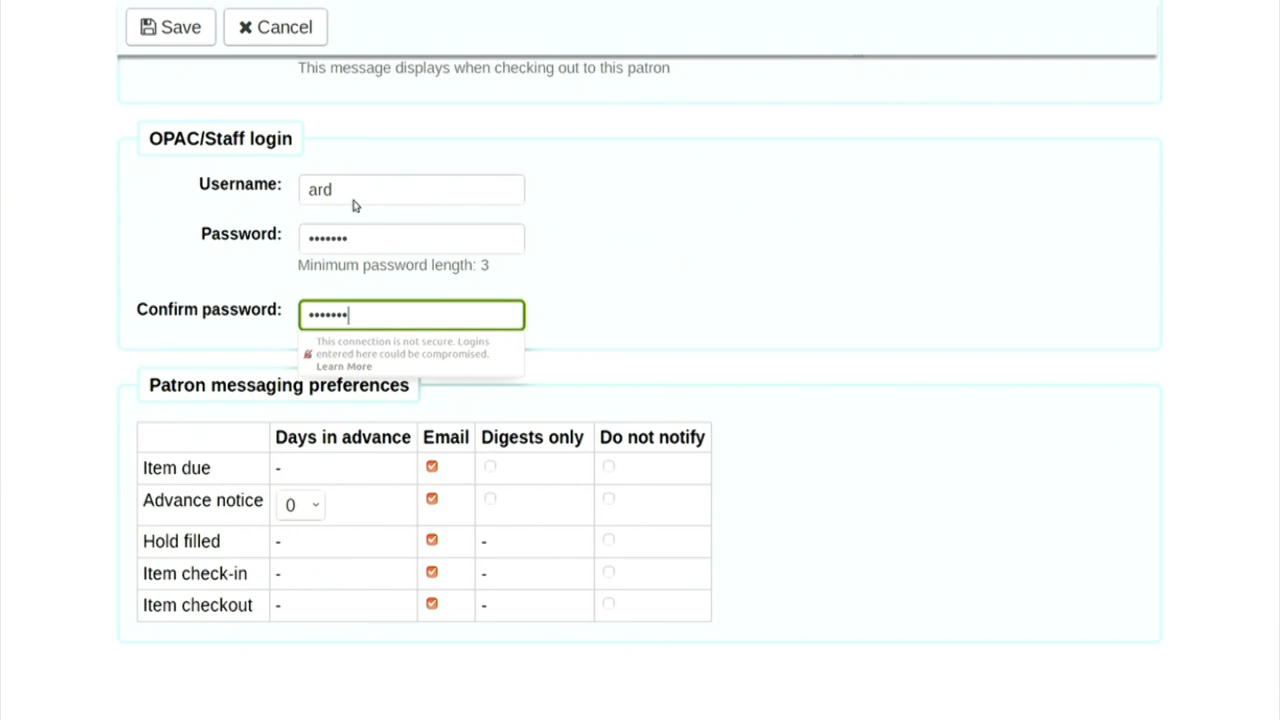 Save Cancel
This message displays when checking out to this patron
OPAC/Staff login
Username: ard
Password: •••••••
Minimum password length: 3
Confirm password: •••••••
This connection is not secure. Logins
entered here could be compromised.
Learn More
Patron messaging preferences
Days in advance Email Digests only Do not notify
Item due -
Advance notice 0
Hold filled - -
Item check-in - -
Item checkout - -